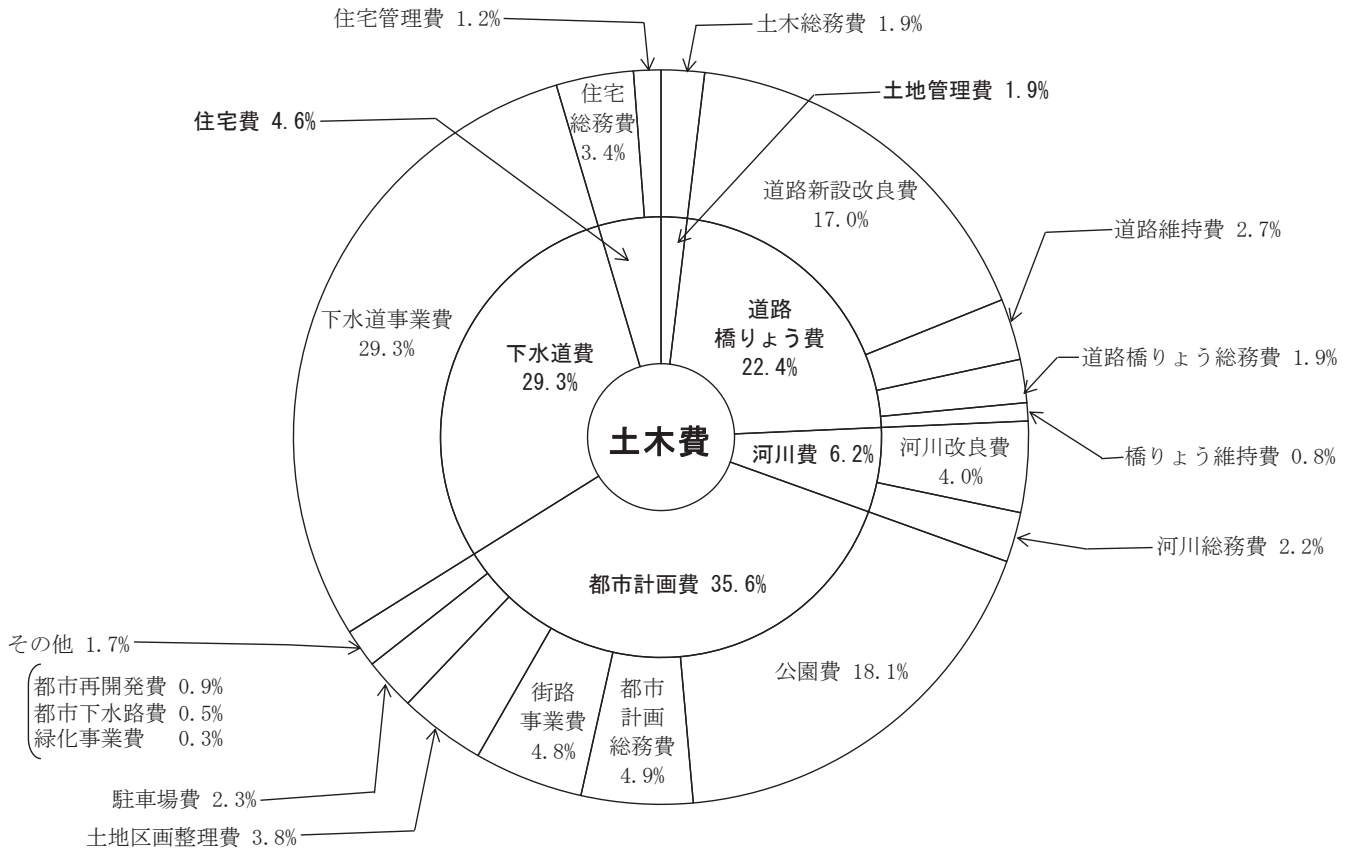 住宅管理費 1.2%
土木総務費 1.9%
住宅
総務費
3.4%
土地管理費 1.9%
住宅費 4.6%
道路新設改良費
17.0%
道路維持費 2.7%
下水道事業費
29.3%
下水道費
29.3%
道路
橋りょう費
22.4%
道路橋りょう総務費 1.9%
土木費
河川費 6.2%
河川改良費
4.0%
橋りょう維持費 0.8%
河川総務費 2.2%
都市計画費 35.6%
その他 1.7%
都市再開発費 0.9%
都市下水路費 0.5%
緑化事業費 0.3%
公園費 18.1%
街路
事業費
4.8%
都市
計画
総務費
4.9%
駐車場費 2.3%
土地区画整理費 3.8%